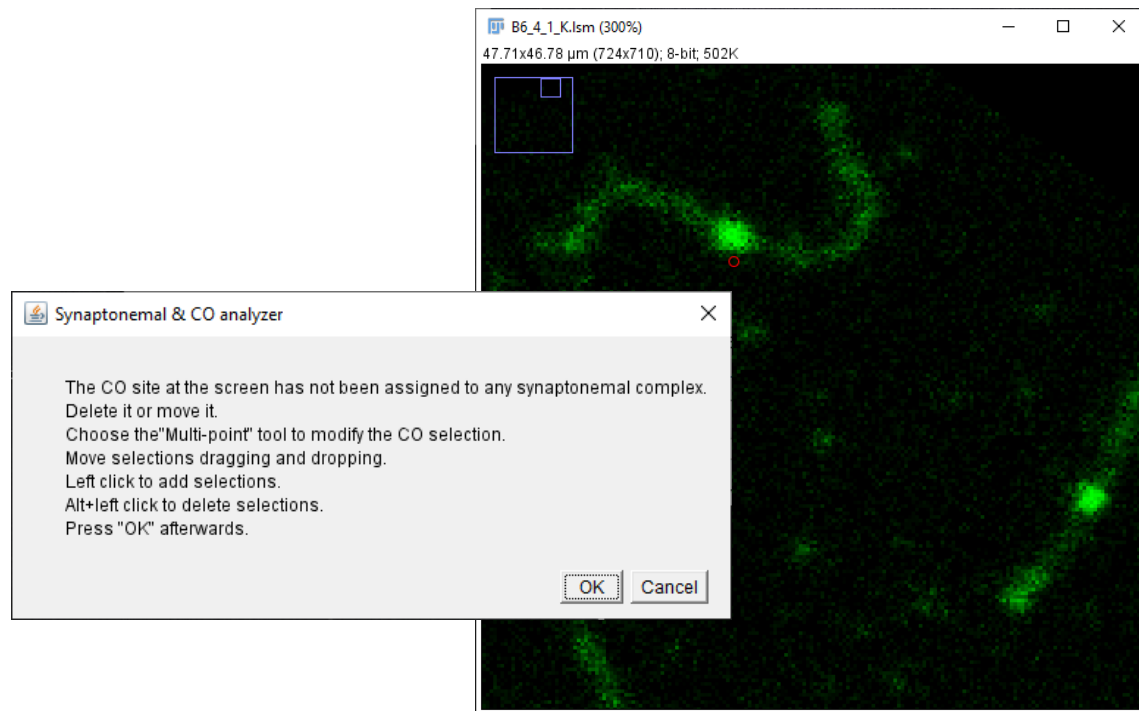 B6_4_1_K.lsm (300%)
47.71x46.78 µm (724x710); 8-bit; 502K
Synaptonemal & CO analyzer
The CO site at the screen has not been assigned to any synaptonemal complex.
Delete it or move it.
Choose the"Multi-point" tool to modify the CO selection.
Move selections dragging and dropping.
Left click to add selections.
Alt+left click to delete selections.
Press "OK" afterwards.
OK Cancel